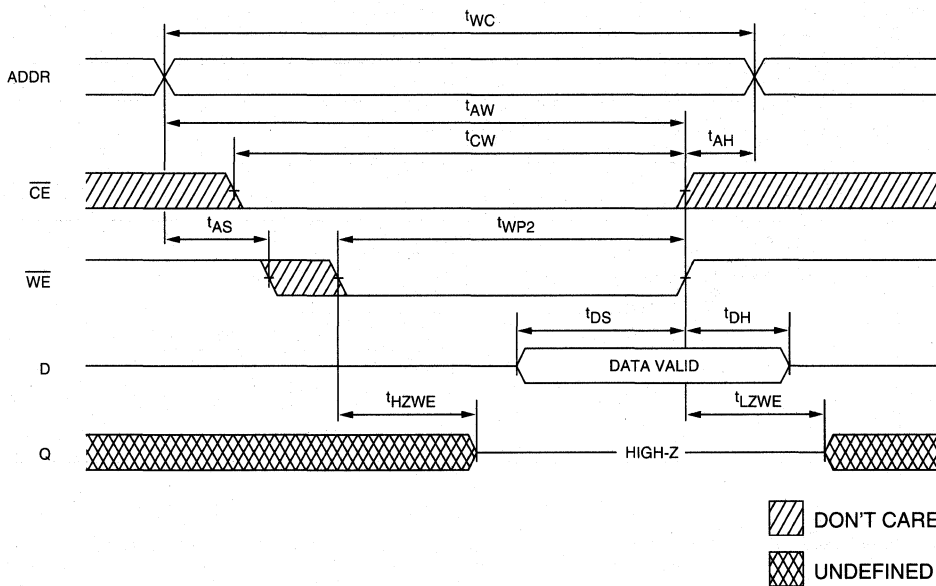 tWC
ADDR
tAW
tCW
tAH
CE
tAS
tWP2
WE
tDS
tDH
D
DATA VALID
tHZWE
tLZWE
Q
HIGH-Z
DON'T CARE
UNDEFINED